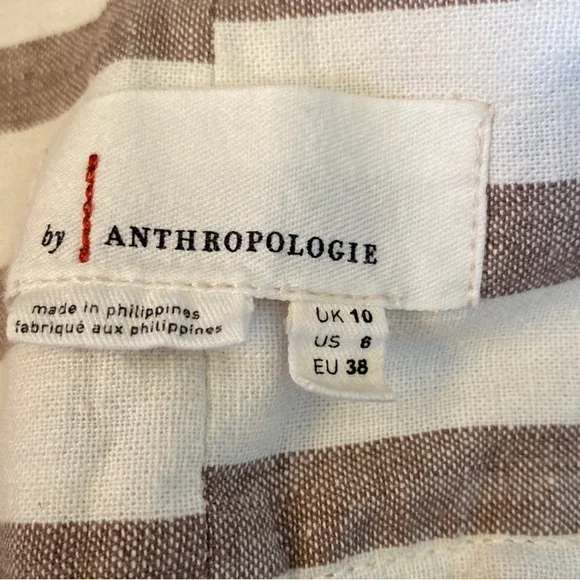 by ANTHROPOLOGIE
made in philippines
fabriqué aux philippines
UK 10
US 6
EU 38